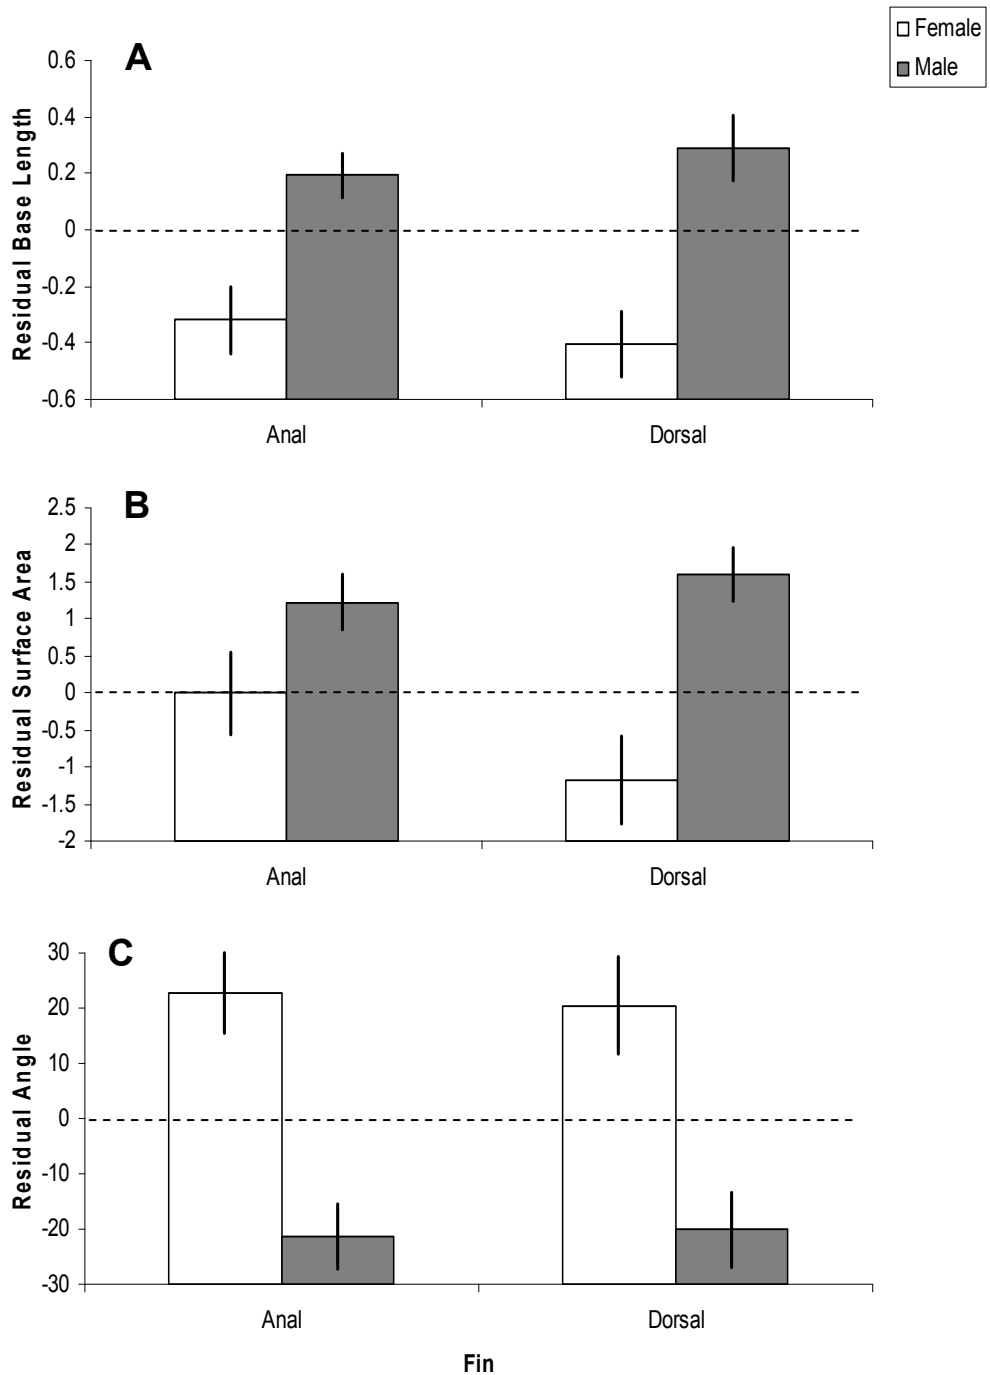 Female
Male
A
Residual Base Length
0.6
0.4
0.2
0
-0.2
-0.4
-0.6
Anal Dorsal
B
Residual Surface Area
2.5
2
1.5
1
0.5
0
-0.5
-1
-1.5
-2
Anal Dorsal
C
Residual Angle
30
20
10
0
-10
-20
-30
Anal Dorsal
Fin